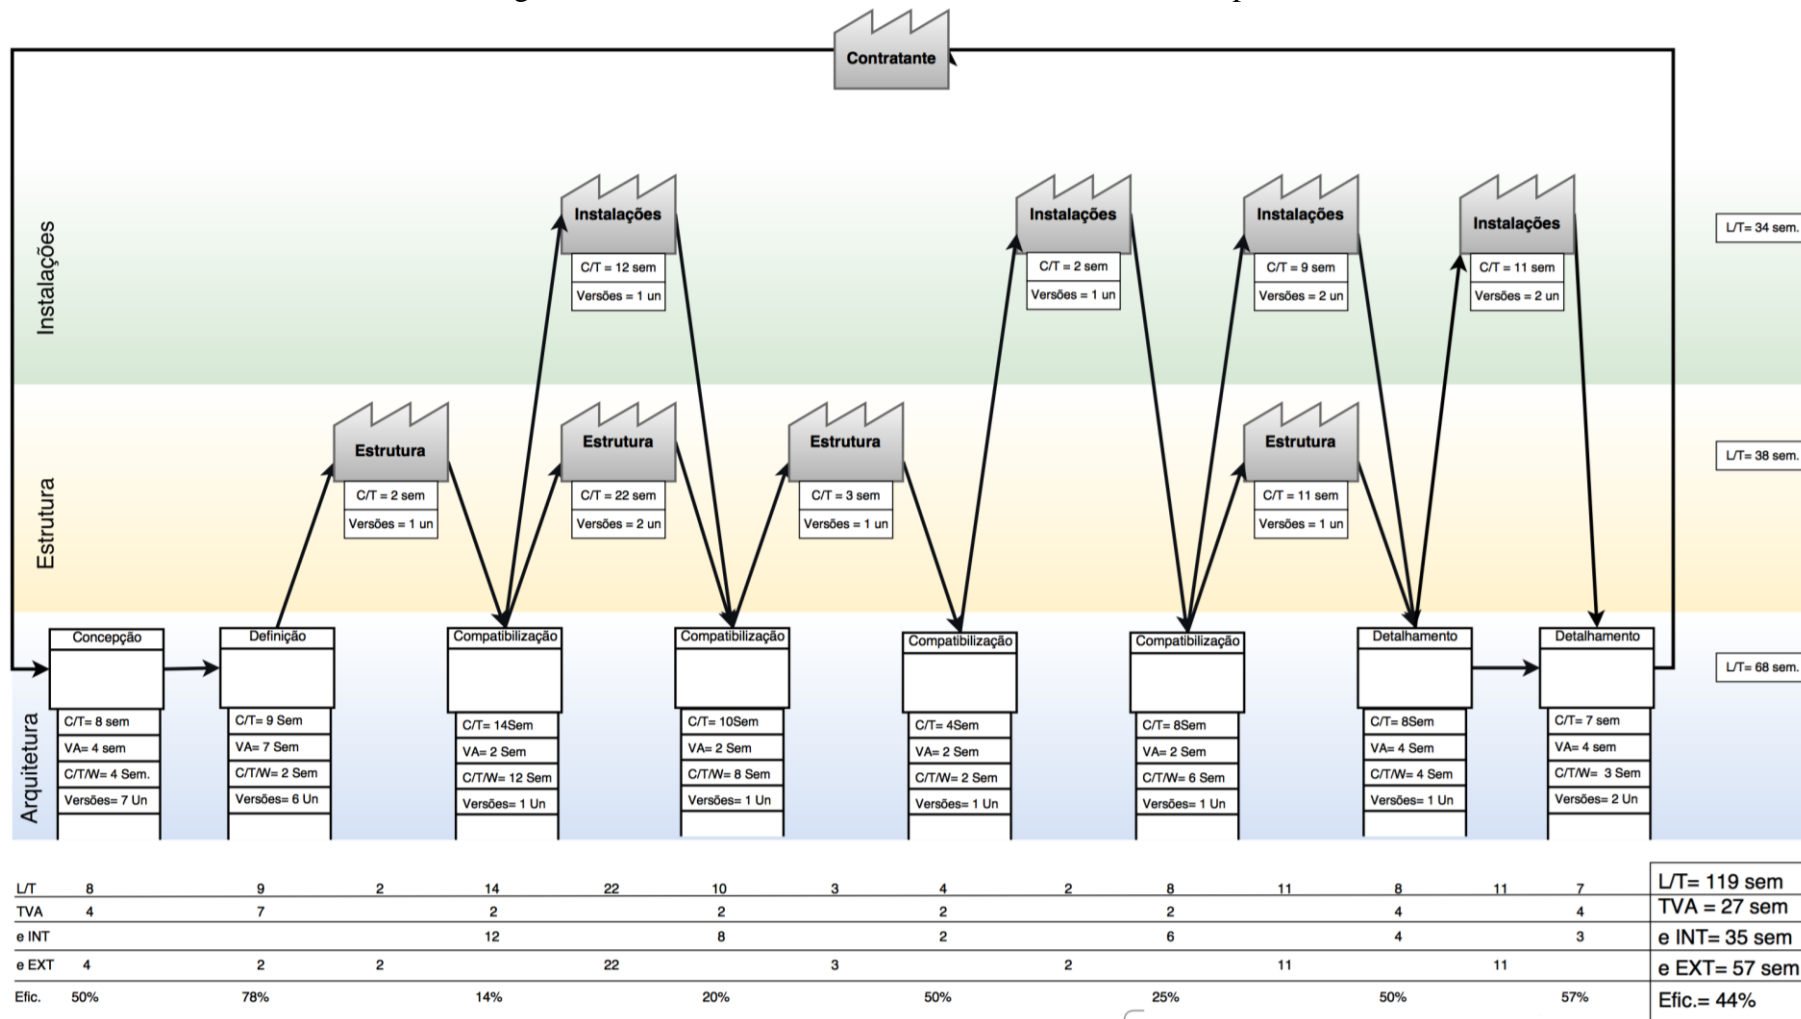 Contratante
Instalações
Instalações
C/T = 12 sem
Versões = 1 un
Instalações
C/T = 2 sem
Versões = 1 un
Instalações
C/T = 9 sem
Versões = 2 un
Instalações
C/T = 11 sem
Versões = 2 un
L/T= 34 sem.
Estrutura
Estrutura
C/T = 2 sem
Versões = 1 un
Estrutura
C/T = 22 sem
Versões = 2 un
Estrutura
C/T = 3 sem
Versões = 1 un
Estrutura
C/T = 11 sem
Versões = 1 un
L/T= 38 sem.
Arquitetura
Concepção
C/T= 8 sem
VA= 4 sem
C/T/W= 4 Sem.
Versões= 7 Un
Definição
C/T= 9 Sem
VA= 7 Sem
C/T/W= 2 Sem
Versões= 6 Un
Compatibilização
C/T= 14Sem
VA= 2 Sem
C/T/W= 12 Sem
Versões= 1 Un
Compatibilização
C/T= 10Sem
VA= 2 Sem
C/T/W= 8 Sem
Versões= 1 Un
Compatibilização
C/T= 4Sem
VA= 2 Sem
C/T/W= 2 Sem
Versões= 1 Un
Compatibilização
C/T= 8Sem
VA= 2 Sem
C/T/W= 6 Sem
Versões= 1 Un
Detalhamento
C/T= 8Sem
VA= 4 Sem
C/T/W= 4 Sem
Versões= 1 Un
Detalhamento
C/T= 7 sem
VA= 4 sem
C/T/W= 3 Sem
Versões= 2 Un
L/T= 68 sem.
L/T 8 9 2 14 22 10 3 4 2 8 11 8 11 7 L/T= 119 sem
TVA 4 7 2 2 2 2 4 4 TVA = 27 sem
e INT 12 8 2 6 4 3 e INT= 35 sem
e EXT 4 2 2 22 3 2 11 11 e EXT= 57 sem
Efic. 50% 78% 14% 20% 50% 25% 50% 57% Efic.= 44%